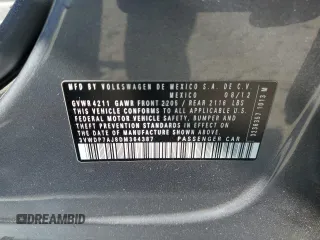 MFD BY VOLKSWAGEN DE MEXICO S.A. DE C.V.
MEXICO 08/12
GVWR 4211 GAWR FRONT 2205 / REAR 2116 LBS
THIS VEHICLE CONFORMS TO ALL APPLICABLE
FEDERAL MOTOR VEHICLE SAFETY, BUMPER AND
THEFT PREVENTION STANDARDS IN EFFECT ON
THE DATE OF MANUFACTURE SHOWN ABOVE.
PASSENGER CAR
DREAMBID